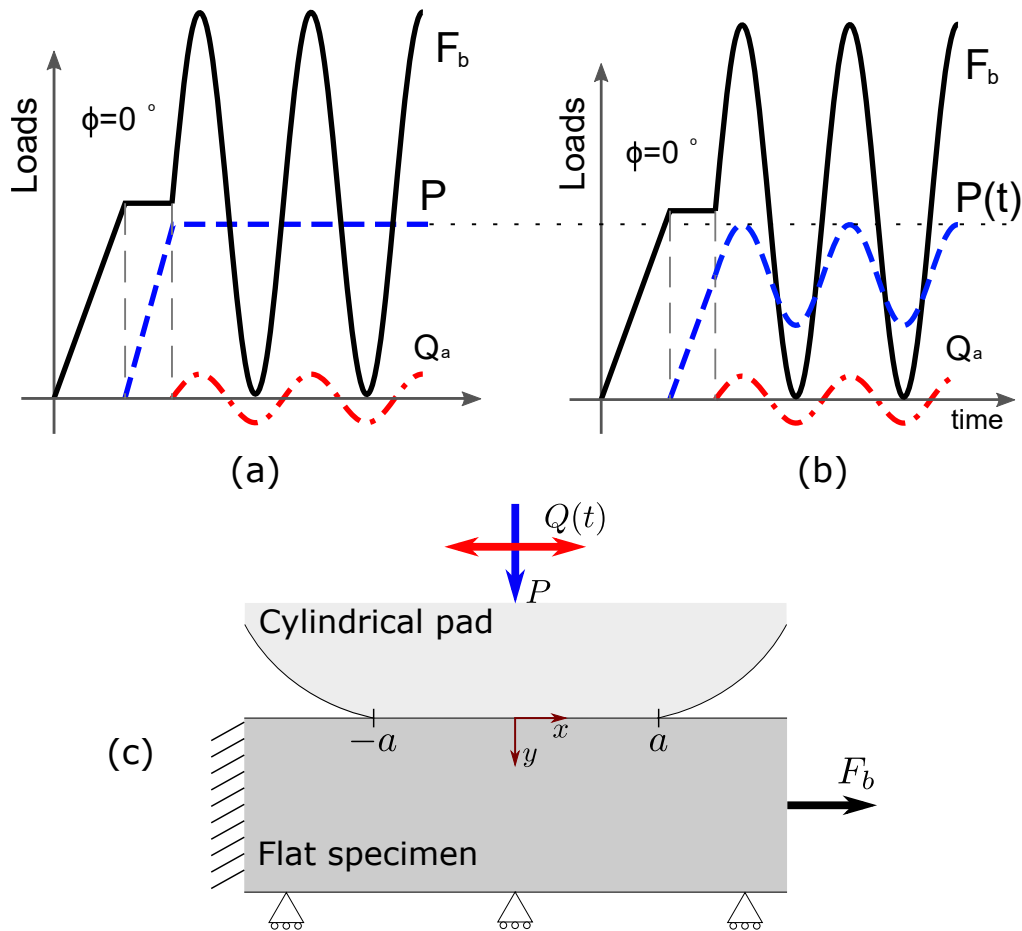 Loads
ϕ=0 °
F_b
P
Q_a
(a)
Loads
ϕ=0 °
F_b
P(t)
Q_a
time
(b)
Q(t)
P
Cylindrical pad
−a
x
a
y
(c)
F_b
Flat specimen